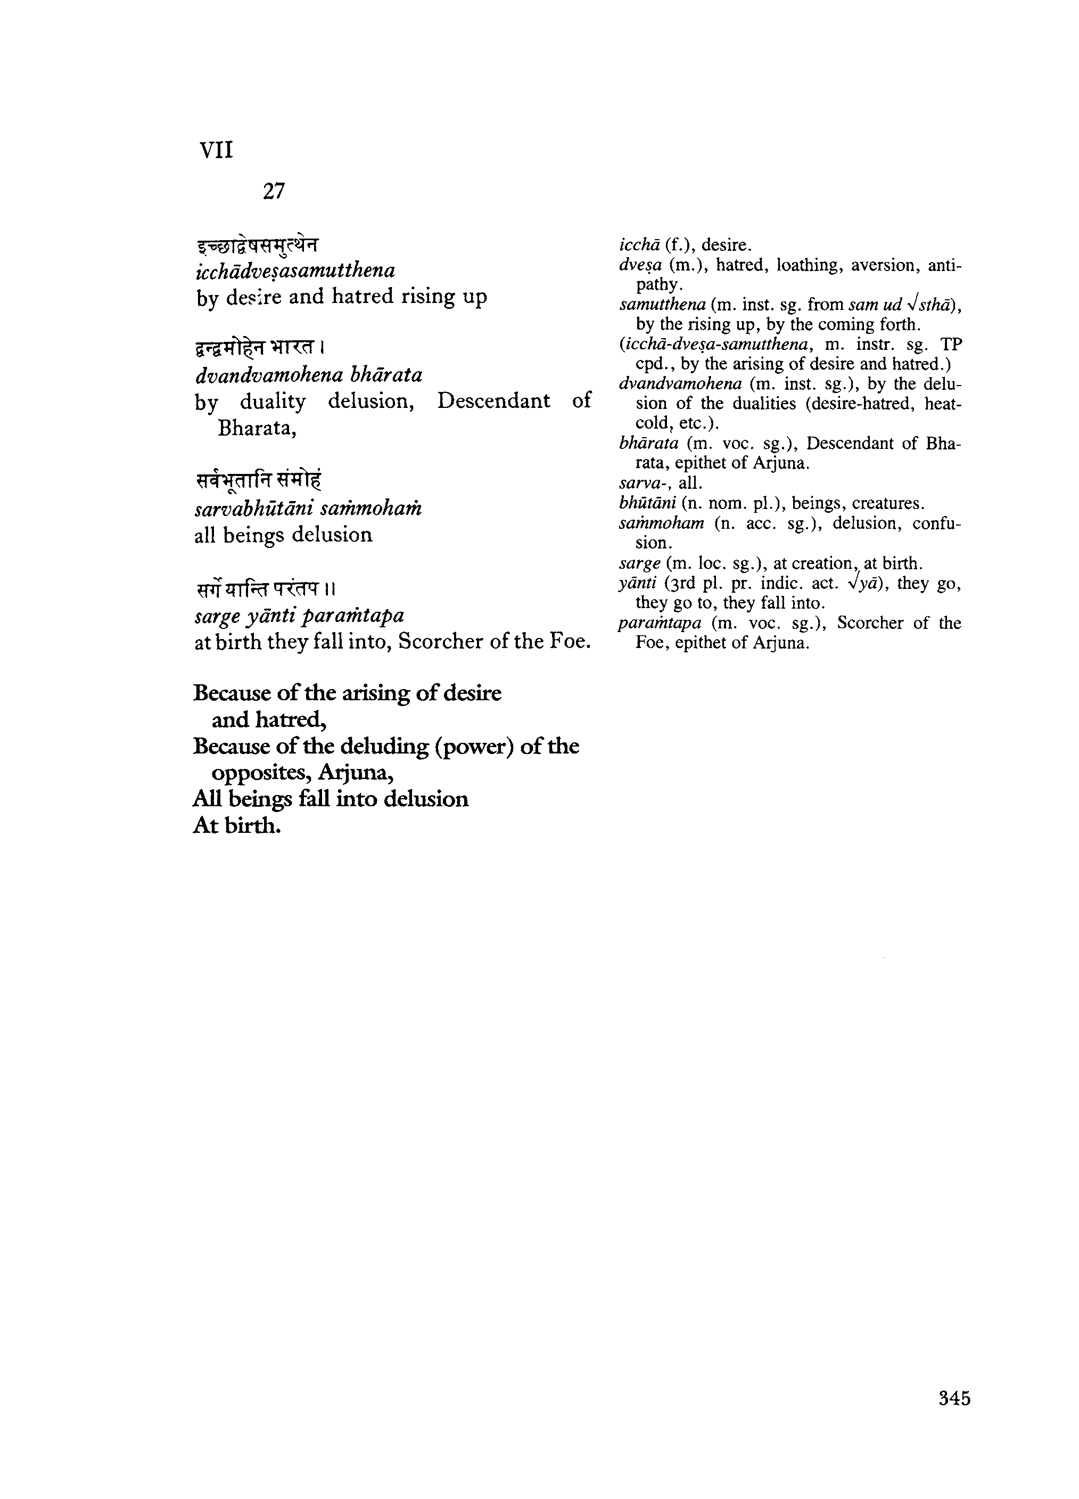 VII
27
इच्छाद्वेषसमुत्थेन
icchādveṣasamutthena
by desire and hatred rising up
द्वन्द्वमोहेन भारत ।
dvandvamohena bhārata
by duality delusion, Descendant of
Bharata,
सर्वभूतानि संमोहं
sarvabhūtāni saṁmohaṁ
all beings delusion
सर्गे यान्ति परंतप ॥
sarge yānti paraṁtapa
at birth they fall into, Scorcher of the Foe.
Because of the arising of desire
and hatred,
Because of the deluding (power) of the
opposites, Arjuna,
All beings fall into delusion
At birth.
icchā (f.), desire.
dveṣa (m.), hatred, loathing, aversion, anti-
pathy.
samutthena (m. inst. sg. from sam ud √sthā),
by the rising up, by the coming forth.
(icchā-dveṣa-samutthena, m. instr. sg. TP
cpd., by the arising of desire and hatred.)
dvandvamohena (m. inst. sg.), by the delu-
sion of the dualities (desire-hatred, heat-
cold, etc.).
bhārata (m. voc. sg.), Descendant of Bha-
rata, epithet of Arjuna.
sarva-, all.
bhūtāni (n. nom. pl.), beings, creatures.
saṁmoham (n. acc. sg.), delusion, confu-
sion.
sarge (m. loc. sg.), at creation, at birth.
yānti (3rd pl. pr. indic. act. √yā), they go,
they go to, they fall into.
paraṁtapa (m. voc. sg.), Scorcher of the
Foe, epithet of Arjuna.
345